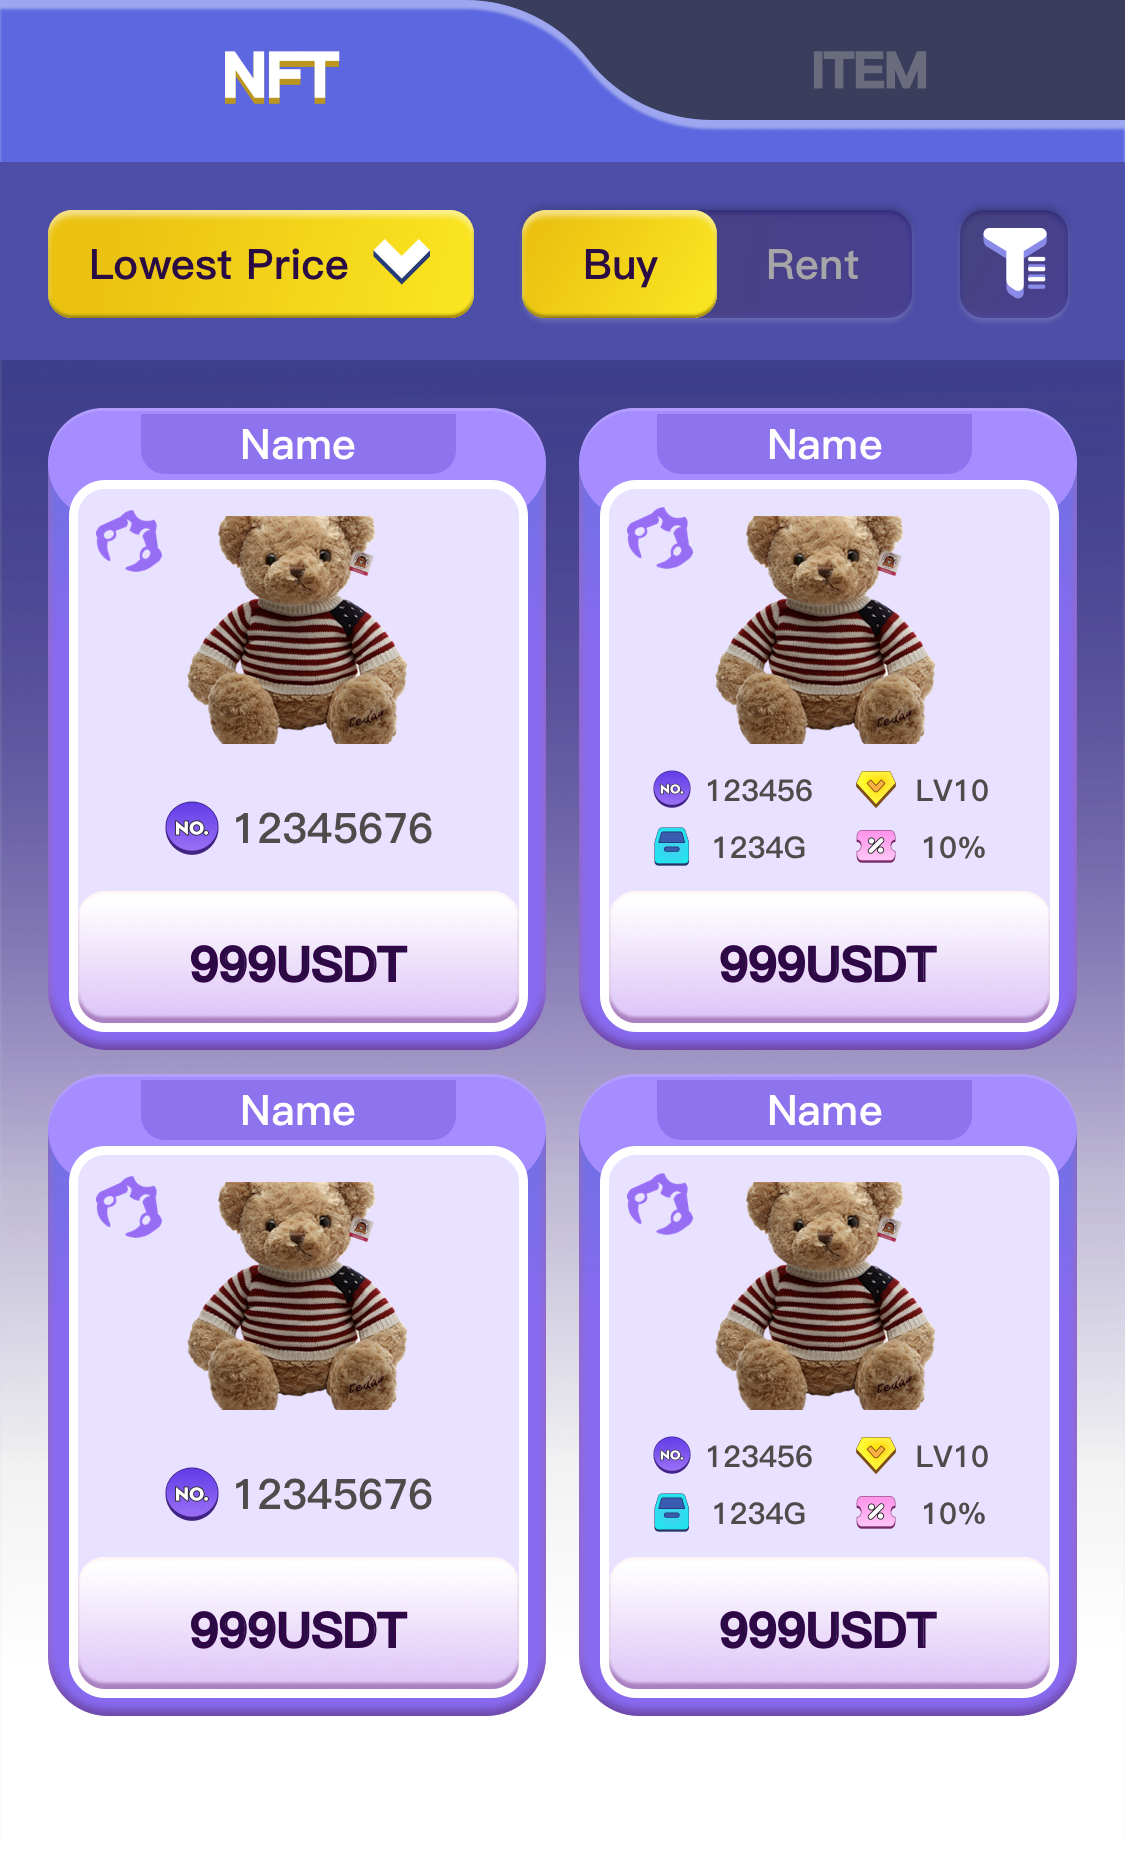 NFT
ITEM
Lowest Price
Buy
Rent
Name
Name
NO. 12345676
NO. 123456
LV10
1234G
% 10%
999USDT
999USDT
Name
Name
NO. 12345676
NO. 123456
LV10
1234G
% 10%
999USDT
999USDT